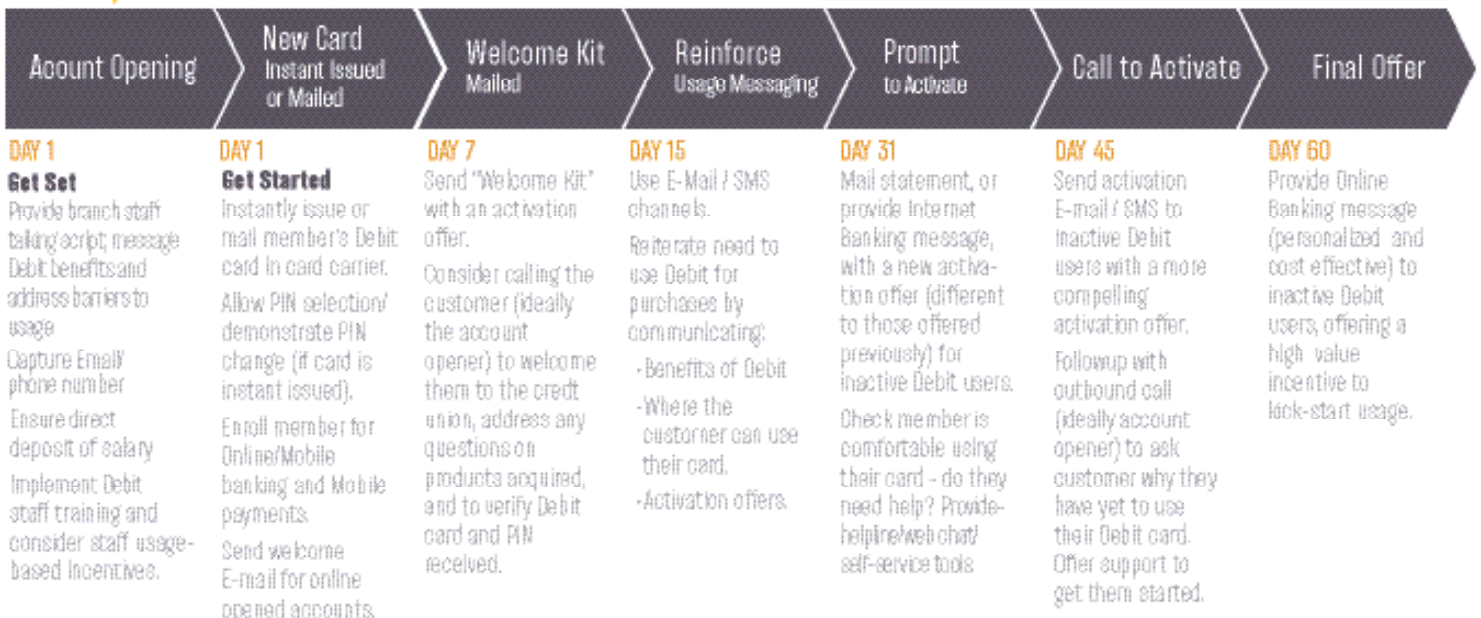 Acount Opening
New Card
Instant Issued
or Mailed
Welcome Kit
Mailed
Reinforce
Usage Messaging
Prompt
to Activate
Call to Activate
Final Offer
DAY 1
Get Set
Provide branch staff
talking script; message
Debit benefits and
address barriers to
usage
Capture Email/
phone number
Ensure direct
deposit of salary
Implement Debit
staff training and
consider staff usage-
based incentives.
DAY 1
Get Started
Instantly issue or
mail member's Debit
card in card carrier.
Allow PIN selection/
demonstrate PIN
change (if card is
instant issued).
Enroll member for
Online/Mobile
banking and Mobile
payments.
Send welcome
E-mail for online
opened accounts.
DAY 7
Send "Welcome Kit"
with an activation
offer.
Consider calling the
customer (ideally
the account
opener) to welcome
them to the credt
union, address any
questions on
products acquired,
and to verify Debit
card and PIN
received.
DAY 15
Use E-Mail / SMS
channels.
Reiterate need to
use Debit for
purchases by
communicating:
-Benefits of Debit
-Where the
customer can use
their card.
-Activation offers.
DAY 31
Mail statement, or
provide Internet
Banking message,
with a new activa-
tion offer (different
to those offered
previously) for
inactive Debit users.
Check member is
comfortable using
their card - do they
need help? Provide-
helpline/web chat/
self-service tools
DAY 45
Send activation
E-mail / SMS to
inactive Debit
users with a more
compelling
activation offer.
Followup with
outbound call
(ideally account
opener) to ask
customer why they
have yet to use
their Debit card.
Offer support to
get them started.
DAY 60
Provide Online
Banking message
(personalized and
cost effective) to
inactive Debit
users, offering a
high value
incentive to
kick-start usage.